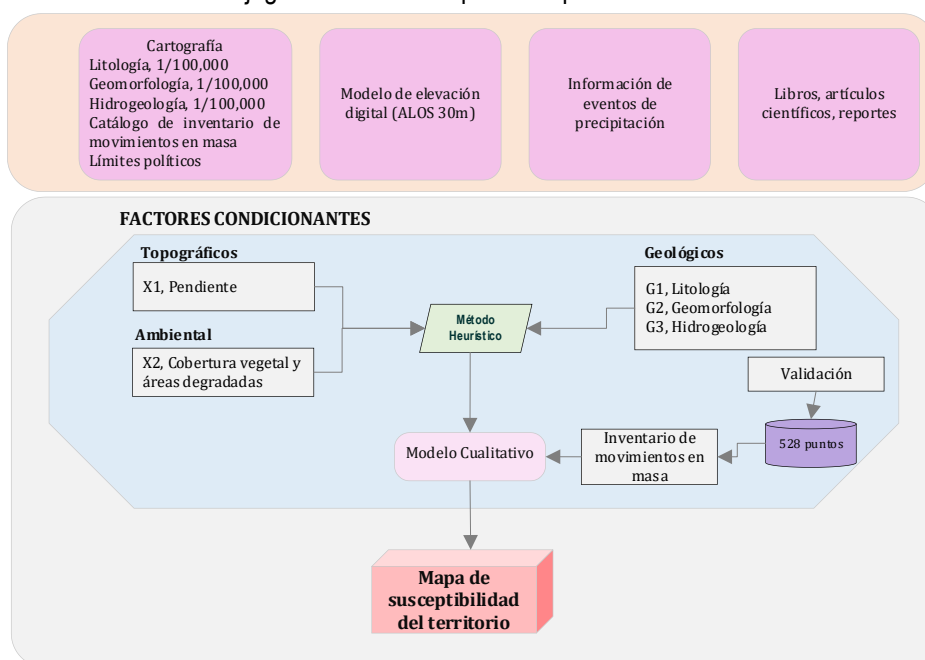 Cartografía
Litología, 1/100,000
Geomorfología, 1/100,000
Hidrogeología, 1/100,000
Catálogo de inventario de
movimientos en masa
Límites políticos
Modelo de elevación
digital (ALOS 30m)
Información de
eventos de
precipitación
Libros, artículos
científicos, reportes
FACTORES CONDICIONANTES
Topográficos
X1, Pendiente
Ambiental
X2, Cobertura vegetal y
áreas degradadas
Método
Heurístico
Geológicos
G1, Litología
G2, Geomorfología
G3, Hidrogeología
Validación
528 puntos
Inventario de
movimientos en
masa
Modelo Cualitativo
Mapa de
susceptibilidad
del territorio